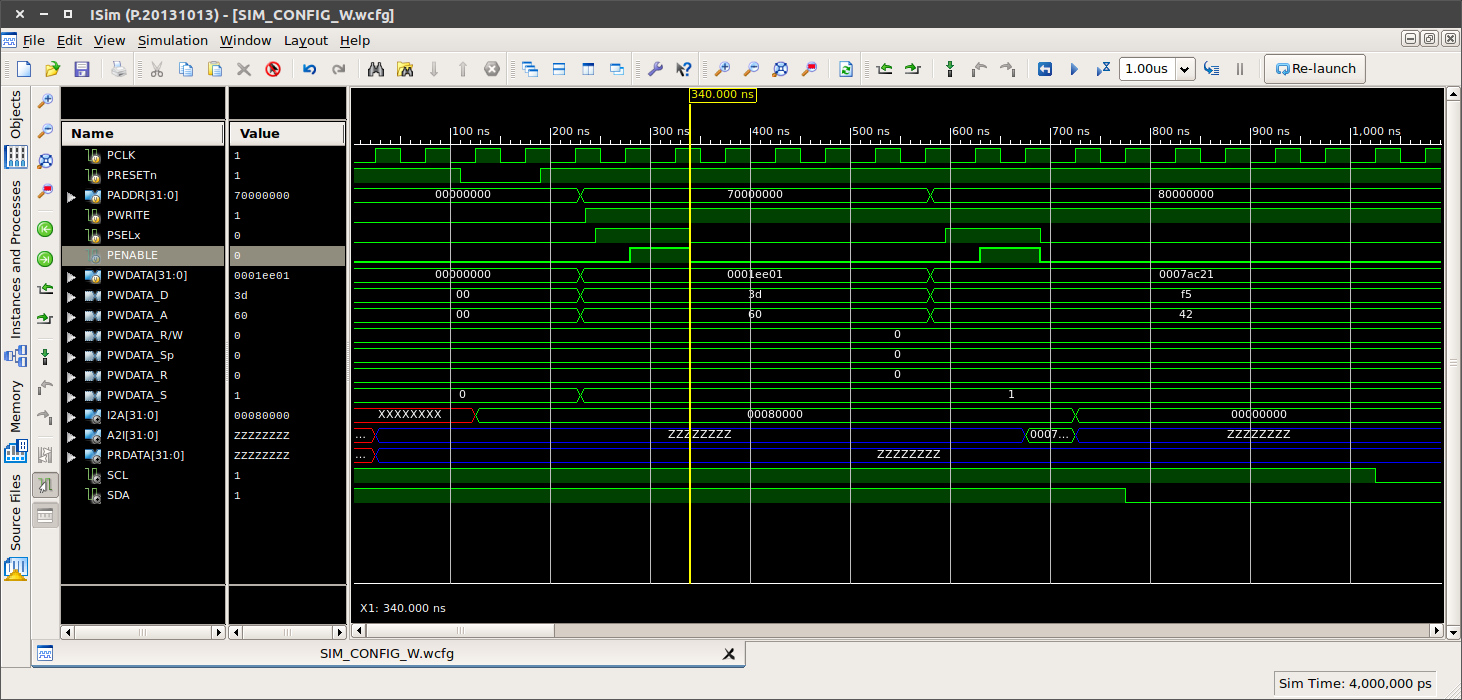 ISim (P.20131013) - [SIM_CONFIG_W.wcfg]
File Edit View Simulation Window Layout Help
1.00us Re-launch
Objects
Instances and Processes
Memory
Source Files
340.000 ns
100 ns 200 ns 300 ns 400 ns 500 ns 600 ns 700 ns 800 ns 900 ns 1,000 ns
Name Value
PCLK 1
PRESETn 1
PADDR[31:0] 70000000 00000000 70000000 80000000
PWRITE 1
PSELx 0
PENABLE 0
PWDATA[31:0] 0001ee01 00000000 0001ee01 0007ac21
PWDATA_D 3d 00 3d f5
PWDATA_A 60 00 60 42
PWDATA_R/W 0 0
PWDATA_Sp 0 0
PWDATA_R 0 0
PWDATA_S 1 0 1
I2A[31:0] 00080000 XXXXXXXX 00080000 00000000
A2I[31:0] ZZZZZZZZ ... ZZZZZZZZ 0007... ZZZZZZZZ
PRDATA[31:0] ZZZZZZZZ ... ZZZZZZZZ
SCL 1
SDA 1
X1: 340.000 ns
SIM_CONFIG_W.wcfg
Sim Time: 4,000,000 ps